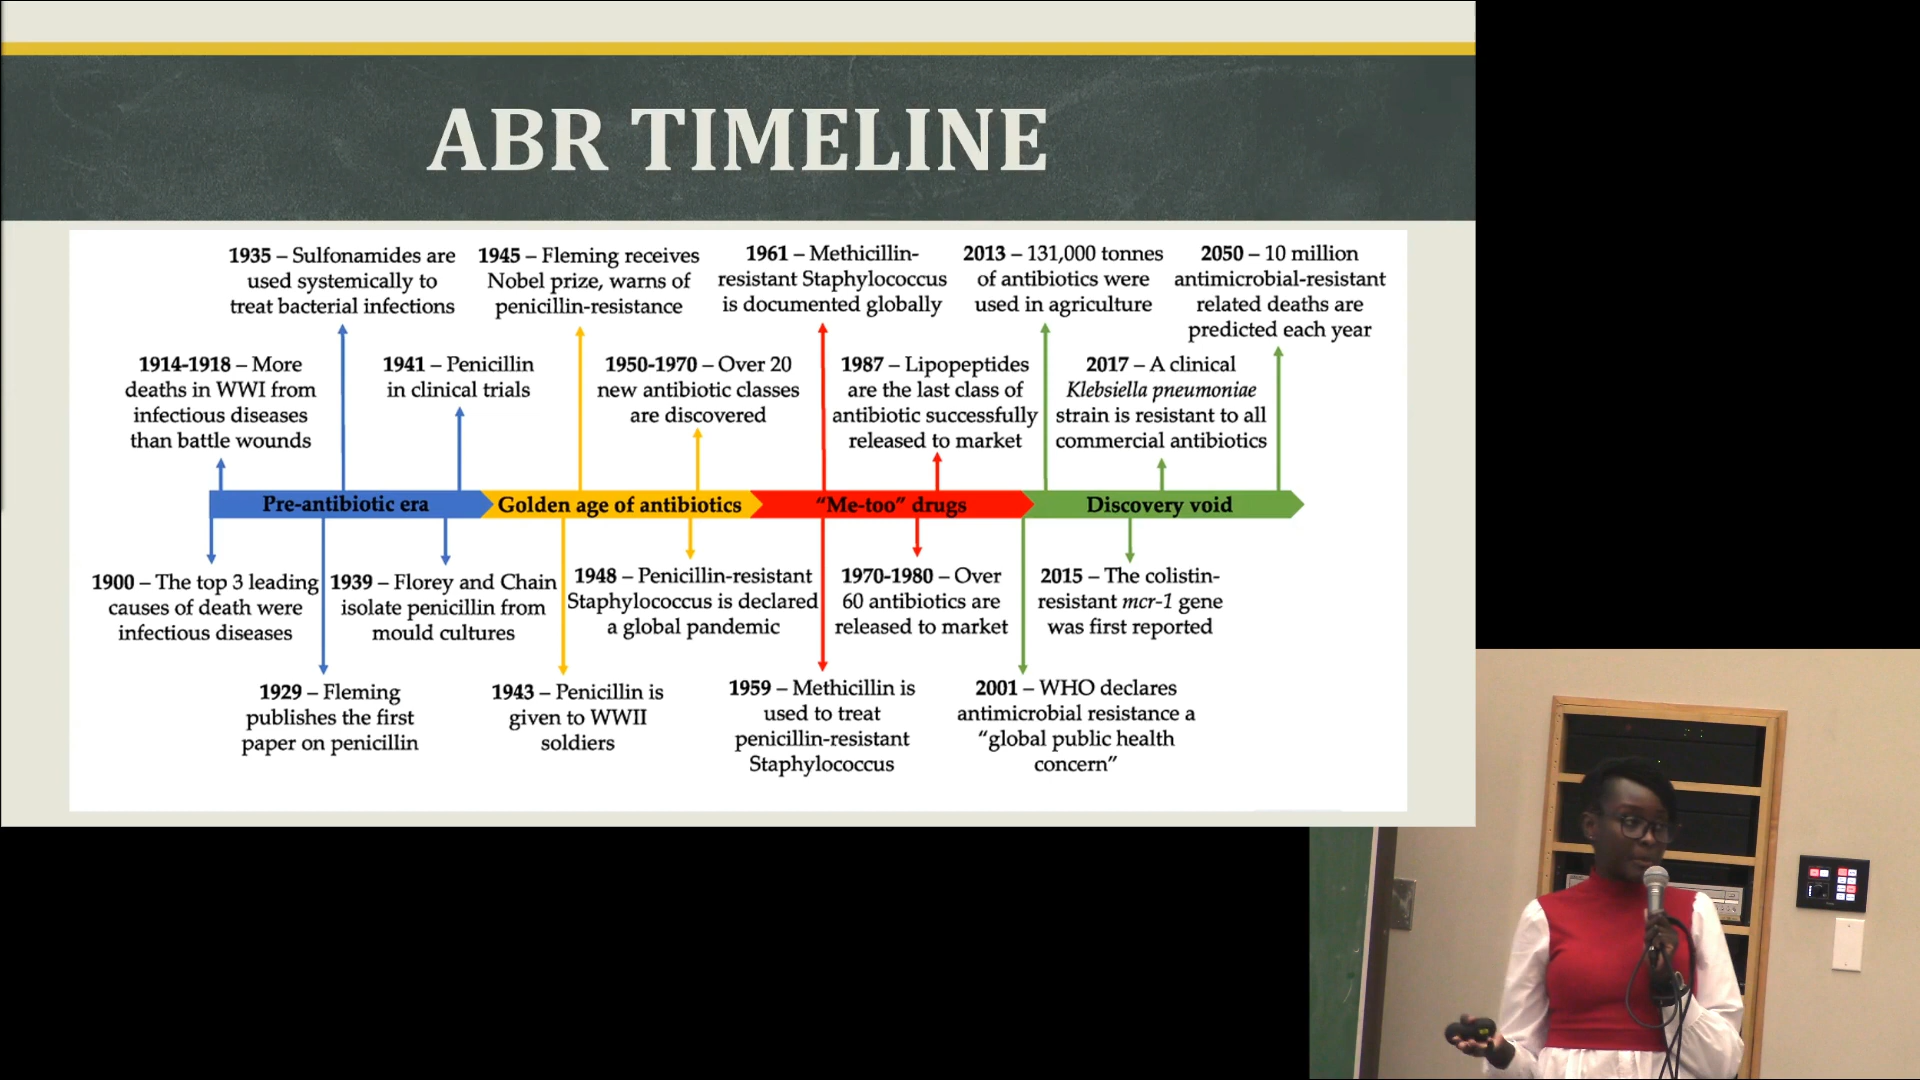 ABR TIMELINE
1935 – Sulfonamides are
used systemically to
treat bacterial infections
1945 – Fleming receives
Nobel prize, warns of
penicillin-resistance
1961 – Methicillin-
resistant Staphylococcus
is documented globally
2013 – 131,000 tonnes
of antibiotics were
used in agriculture
2050 – 10 million
antimicrobial-resistant
related deaths are
predicted each year
1914-1918 – More
deaths in WWI from
infectious diseases
than battle wounds
1941 – Penicillin
in clinical trials
1950-1970 – Over 20
new antibiotic classes
are discovered
1987 – Lipopeptides
are the last class of
antibiotic successfully
released to market
2017 – A clinical
Klebsiella pneumoniae
strain is resistant to all
commercial antibiotics
Pre-antibiotic era
Golden age of antibiotics
“Me-too” drugs
Discovery void
1900 – The top 3 leading
causes of death were
infectious diseases
1939 – Florey and Chain
isolate penicillin from
mould cultures
1948 – Penicillin-resistant
Staphylococcus is declared
a global pandemic
1970-1980 – Over
60 antibiotics are
released to market
2015 – The colistin-
resistant mcr-1 gene
was first reported
1929 – Fleming
publishes the first
paper on penicillin
1943 – Penicillin is
given to WWII
soldiers
1959 – Methicillin is
used to treat
penicillin-resistant
Staphylococcus
2001 – WHO declares
antimicrobial resistance a
“global public health
concern”